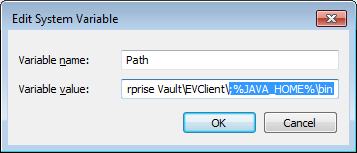 Edit System Variable
Variable name: Path
Variable value: rprise Vault\EVClient\;%JAVA_HOME%\bin
OK Cancel